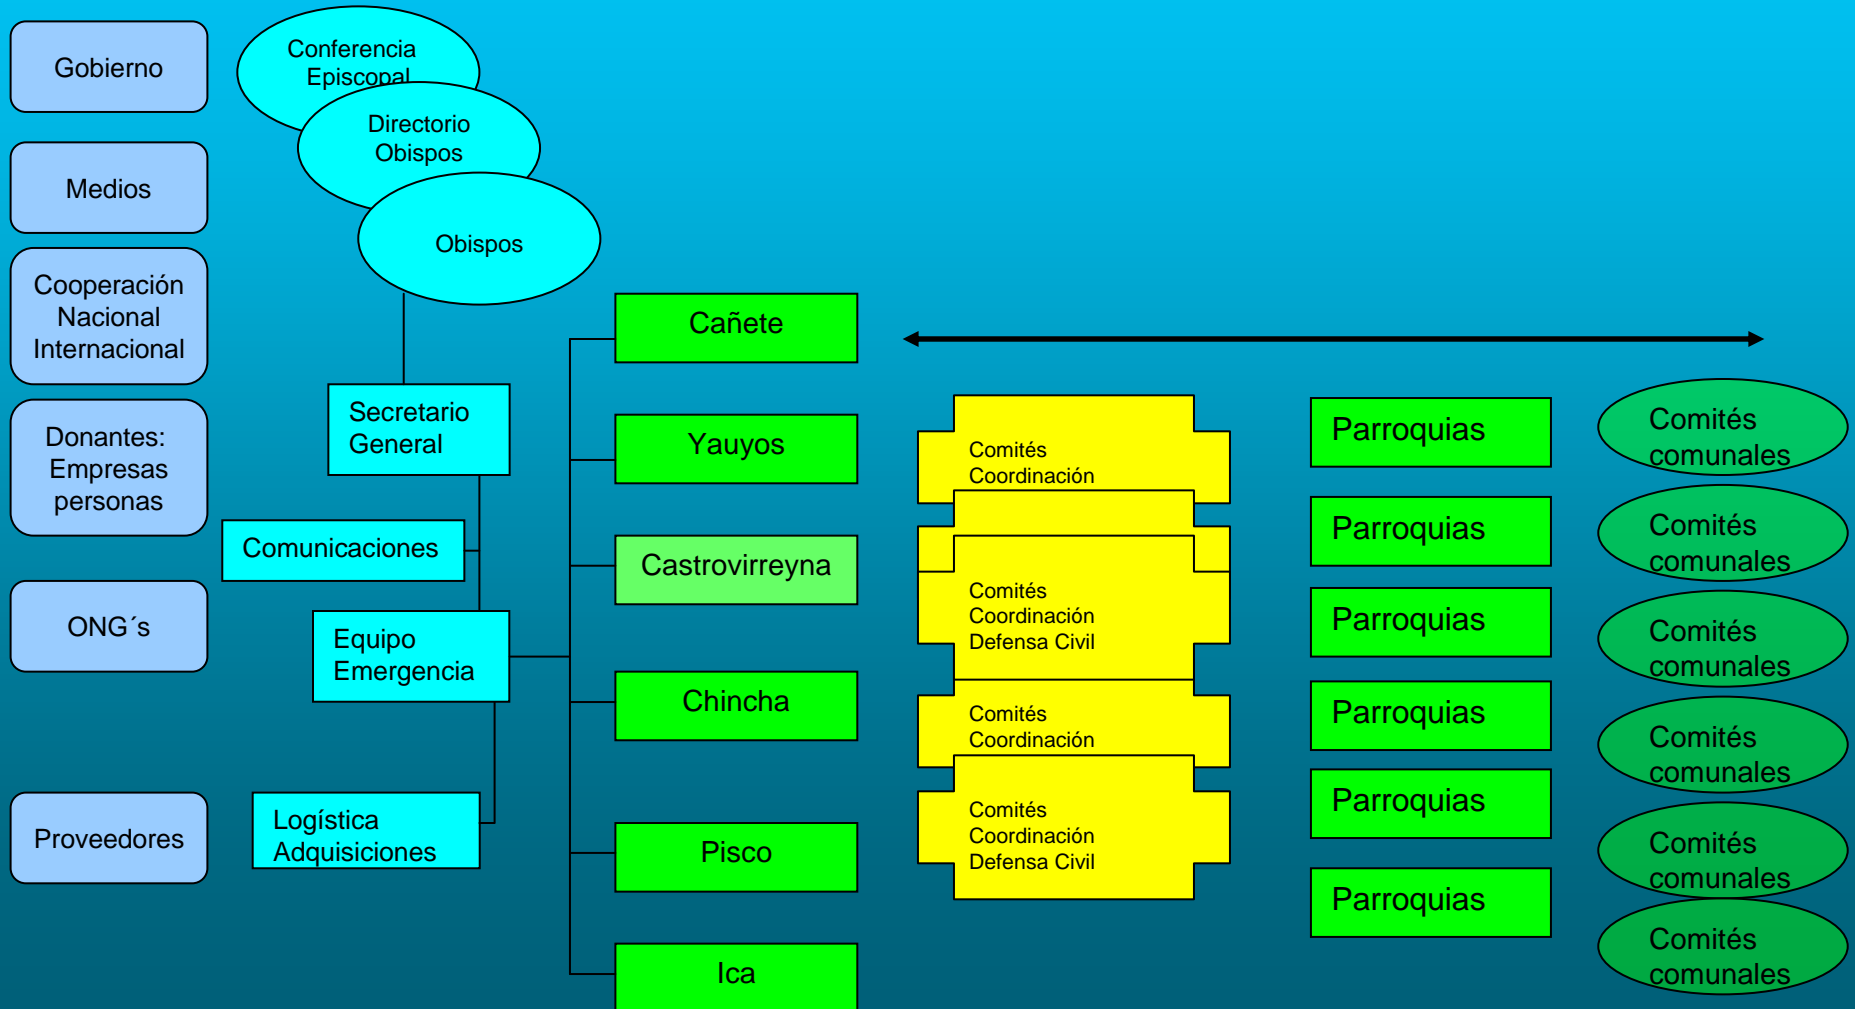 Gobierno
Medios
Cooperación
Nacional
Internacional
Donantes:
Empresas
personas
ONG´s
Proveedores
Conferencia
Episcopal
Directorio
Obispos
Obispos
Secretario
General
Comunicaciones
Equipo
Emergencia
Logística
Adquisiciones
Cañete
Yauyos
Castrovirreyna
Chincha
Pisco
Ica
Comités
Coordinación
Comités
Coordinación
Defensa Civil
Comités
Coordinación
Comités
Coordinación
Defensa Civil
Parroquias
Parroquias
Parroquias
Parroquias
Parroquias
Parroquias
Comités
comunales
Comités
comunales
Comités
comunales
Comités
comunales
Comités
comunales
Comités
comunales